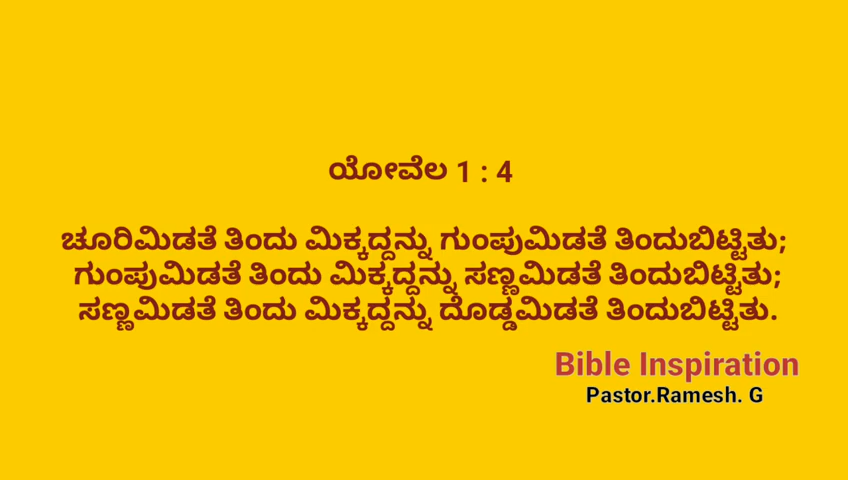 ಯೋವೆಲ 1 : 4
ಚೂರಿಮಿಡತೆ ತಿಂದು ಮಿಕ್ಕದ್ದನ್ನು ಗುಂಪುಮಿಡತೆ ತಿಂದುಬಿಟ್ಟಿತು;
ಗುಂಪುಮಿಡತೆ ತಿಂದು ಮಿಕ್ಕದ್ದನ್ನು ಸಣ್ಣಮಿಡತೆ ತಿಂದುಬಿಟ್ಟಿತು;
ಸಣ್ಣಮಿಡತೆ ತಿಂದು ಮಿಕ್ಕದ್ದನ್ನು ದೊಡ್ಡಮಿಡತೆ ತಿಂದುಬಿಟ್ಟಿತು.
Bible Inspiration
Pastor.Ramesh. G